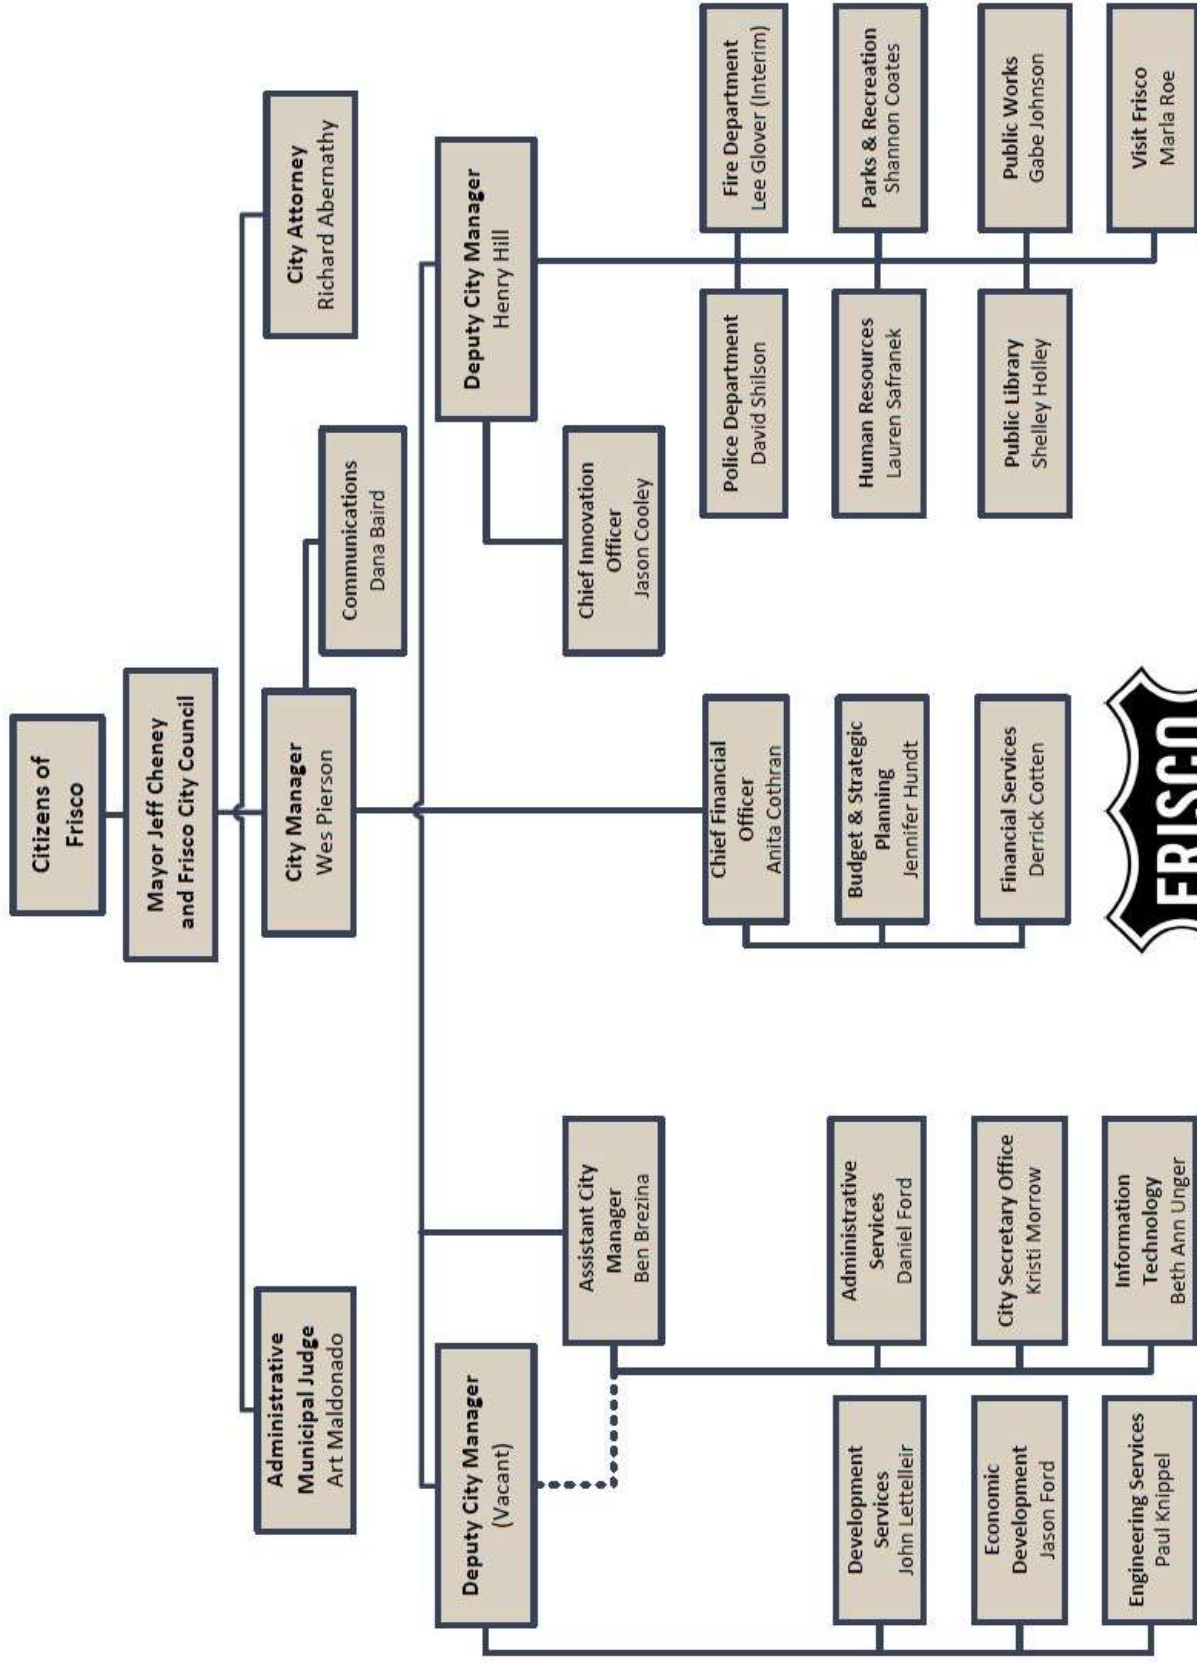 Citizens of
Frisco
Mayor Jeff Cheney
and Frisco City Council
Administrative
Municipal Judge
Art Maldonado
City Manager
Wes Pierson
City Attorney
Richard Abernathy
Communications
Dana Baird
Deputy City Manager
(Vacant)
Deputy City Manager
Henry Hill
Assistant City
Manager
Ben Brezina
Chief Innovation
Officer
Jason Cooley
Chief Financial
Officer
Anita Cothran
Police Department
David Shilson
Fire Department
Lee Glover (Interim)
Development
Services
John Lettelleir
Administrative
Services
Daniel Ford
Budget & Strategic
Planning
Jennifer Hundt
Human Resources
Lauren Safranek
Parks & Recreation
Shannon Coates
Economic
Development
Jason Ford
City Secretary Office
Kristi Morrow
Financial Services
Derrick Cotten
Public Library
Shelley Holley
Public Works
Gabe Johnson
Engineering Services
Paul Knippel
Information
Technology
Beth Ann Unger
FRISCO
Visit Frisco
Marla Roe